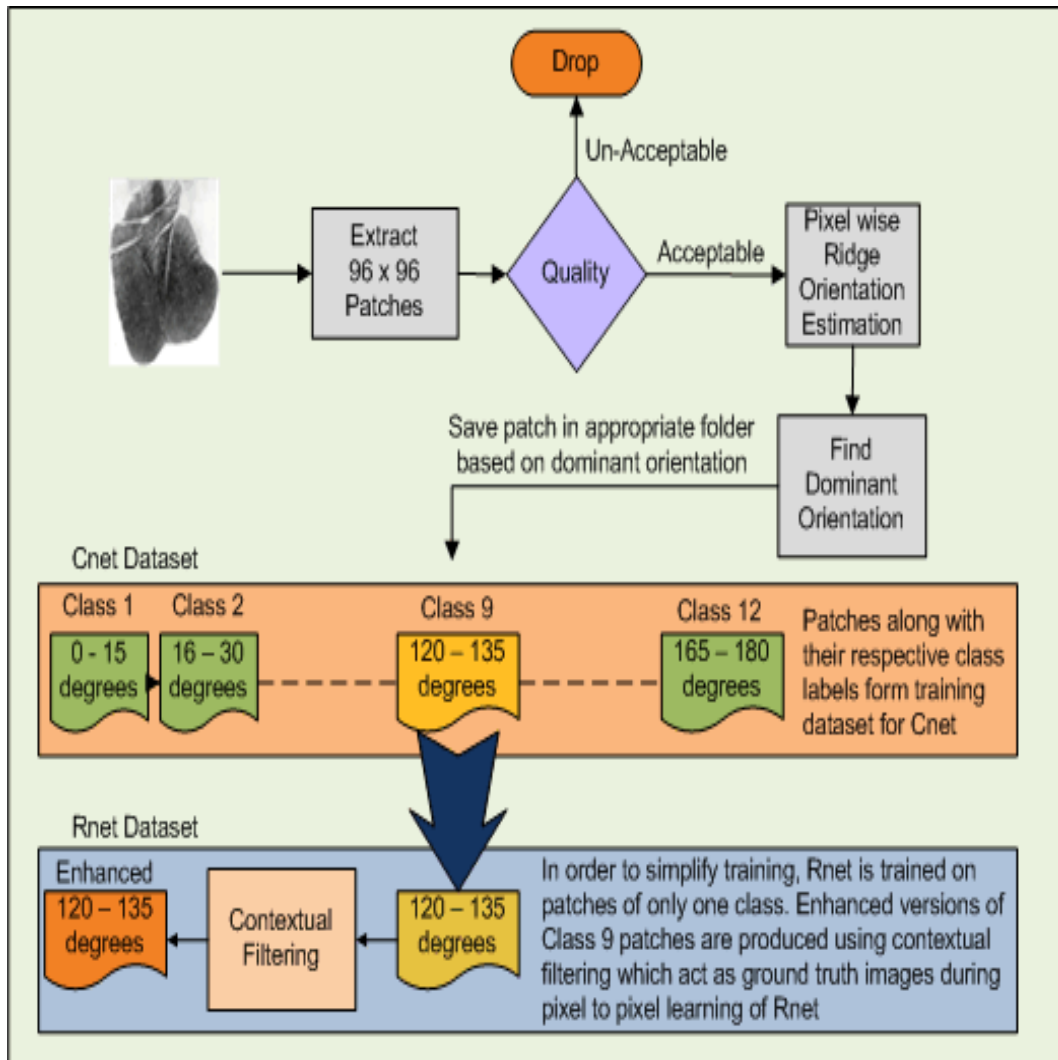 Drop
Un-Acceptable
Extract
96 x 96
Patches
Quality
Acceptable
Pixel wise
Ridge
Orientation
Estimation
Save patch in appropriate folder
based on dominant orientation
Find
Dominant
Orientation
Cnet Dataset
Class 1
0 - 15
degrees
Class 2
16 – 30
degrees
Class 9
120 – 135
degrees
Class 12
165 – 180
degrees
Patches along with
their respective class
labels form training
dataset for Cnet
Rnet Dataset
Enhanced
120 – 135
degrees
Contextual
Filtering
120 – 135
degrees
In order to simplify training, Rnet is trained on
patches of only one class. Enhanced versions of
Class 9 patches are produced using contextual
filtering which act as ground truth images during
pixel to pixel learning of Rnet